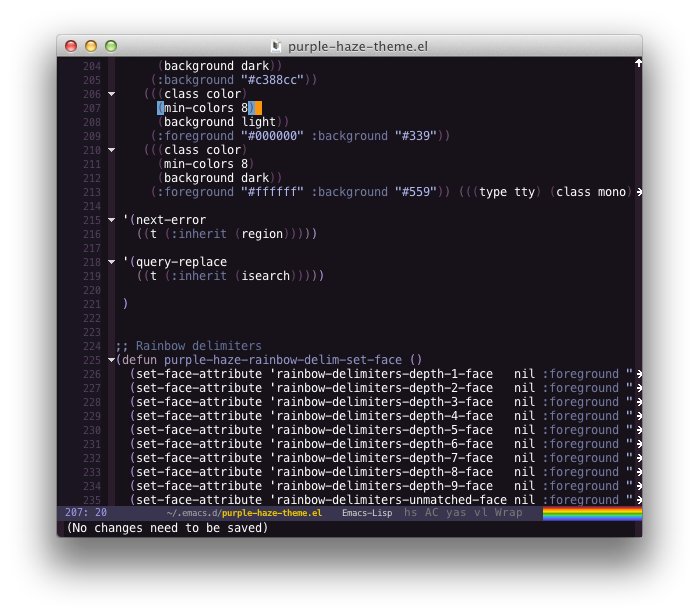 purple-haze-theme.el
204 (background dark))
205 (:background "#c388cc"))
206 (((class color)
207 (min-colors 8)
208 (background light))
209 (:foreground "#000000" :background "#339"))
210 (((class color)
211 (min-colors 8)
212 (background dark))
213 (:foreground "#ffffff" :background "#559")) (((type tty) (class mono)
214
215 '(next-error
216 ((t (:inherit (region)))))
217
218 '(query-replace
219 ((t (:inherit (isearch)))))
220
221 )
222
223
224 ;; Rainbow delimiters
225 (defun purple-haze-rainbow-delim-set-face ()
226 (set-face-attribute 'rainbow-delimiters-depth-1-face nil :foreground "
227 (set-face-attribute 'rainbow-delimiters-depth-2-face nil :foreground "
228 (set-face-attribute 'rainbow-delimiters-depth-3-face nil :foreground "
229 (set-face-attribute 'rainbow-delimiters-depth-4-face nil :foreground "
230 (set-face-attribute 'rainbow-delimiters-depth-5-face nil :foreground "
231 (set-face-attribute 'rainbow-delimiters-depth-6-face nil :foreground "
232 (set-face-attribute 'rainbow-delimiters-depth-7-face nil :foreground "
233 (set-face-attribute 'rainbow-delimiters-depth-8-face nil :foreground "
234 (set-face-attribute 'rainbow-delimiters-depth-9-face nil :foreground "
235 (set-face-attribute 'rainbow-delimiters-unmatched-face nil :foreground "
207: 20 ~/.emacs.d/purple-haze-theme.el Emacs-Lisp hs AC yas vl Wrap
(No changes need to be saved)